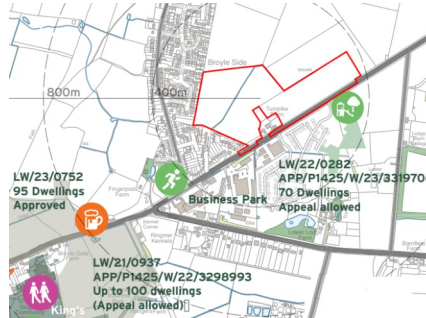 Broyle Side
800m
400m
Turnpike
LW/23/0752
95 Dwellings
Approved
LW/22/0282
APP/P1425/W/23/331970
70 Dwellings
Appeal allowed
Business Park
LW/21/0937
APP/P1425/W/22/3298993
Up to 100 dwellings
(Appeal allowed)
King's